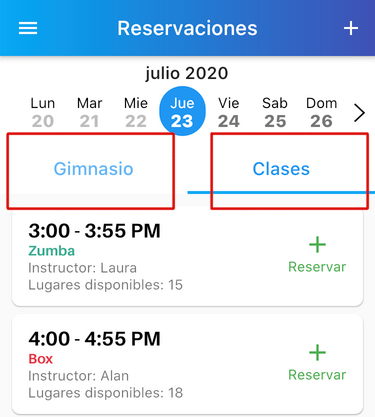 Reservaciones
julio 2020
Lun Mar Mie Jue Vie Sab Dom
20 21 22 23 24 25 26
Gimnasio Clases
3:00 - 3:55 PM
Zumba
Instructor: Laura
Lugares disponibles: 15
Reservar
4:00 - 4:55 PM
Box
Instructor: Alan
Lugares disponibles: 18
Reservar